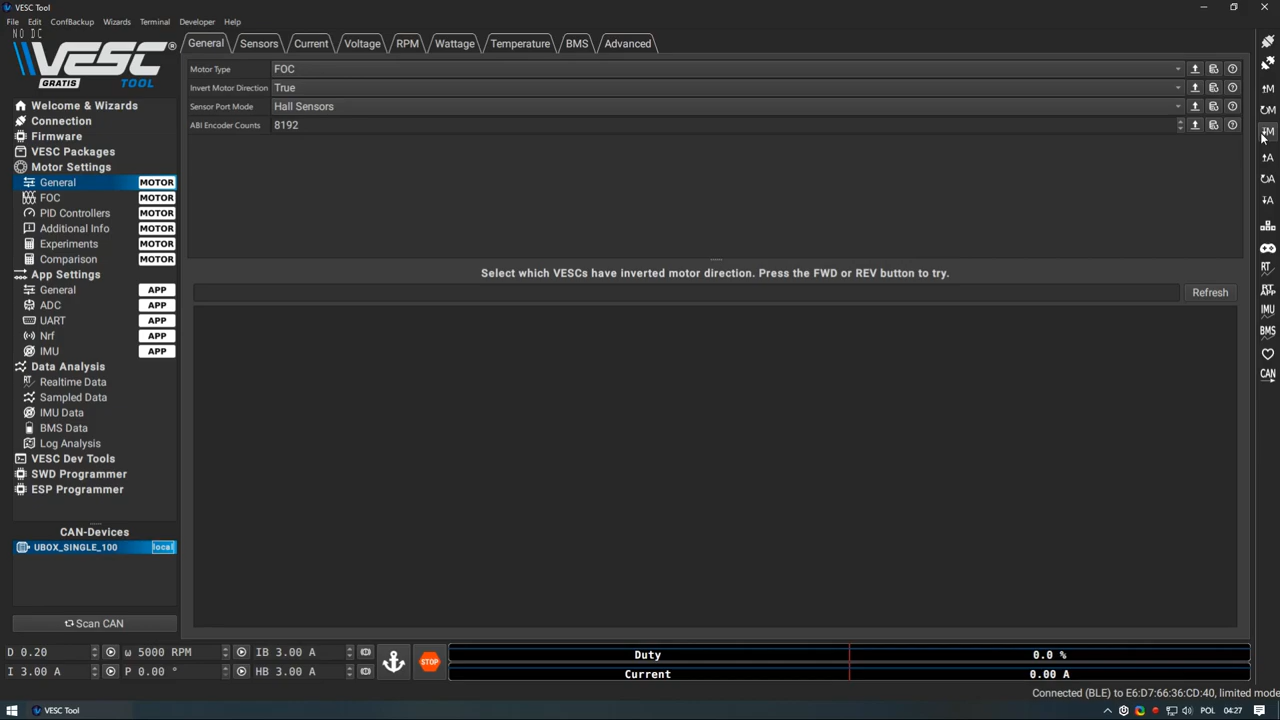 VESC Tool
File Edit ConfBackup Wizards Terminal Developer Help
NO DC
VESC®
GRATIS TOOL
Welcome & Wizards
Connection
Firmware
VESC Packages
Motor Settings
General MOTOR
FOC MOTOR
PID Controllers MOTOR
Additional Info MOTOR
Experiments MOTOR
Comparison MOTOR
App Settings
General APP
ADC APP
UART APP
Nrf APP
IMU APP
Data Analysis
RT Realtime Data
Sampled Data
IMU Data
BMS Data
Log Analysis
VESC Dev Tools
SWD Programmer
ESP Programmer
CAN-Devices
UBOX_SINGLE_100 local
Scan CAN
General Sensors Current Voltage RPM Wattage Temperature BMS Advanced
Motor Type FOC
Invert Motor Direction True
Sensor Port Mode Hall Sensors
ABI Encoder Counts 8192
Select which VESCs have inverted motor direction. Press the FWD or REV button to try.
Refresh
M
M
M
A
A
A
RT
RT APP
IMU
BMS
CAN
D 0.20 ω 5000 RPM IB 3.00 A
I 3.00 A P 0.00 ° HB 3.00 A
STOP
Duty 0.0 %
Current 0.00 A
Connected (BLE) to E6:D7:66:36:CD:40, limited mode
VESC Tool POL 04:27